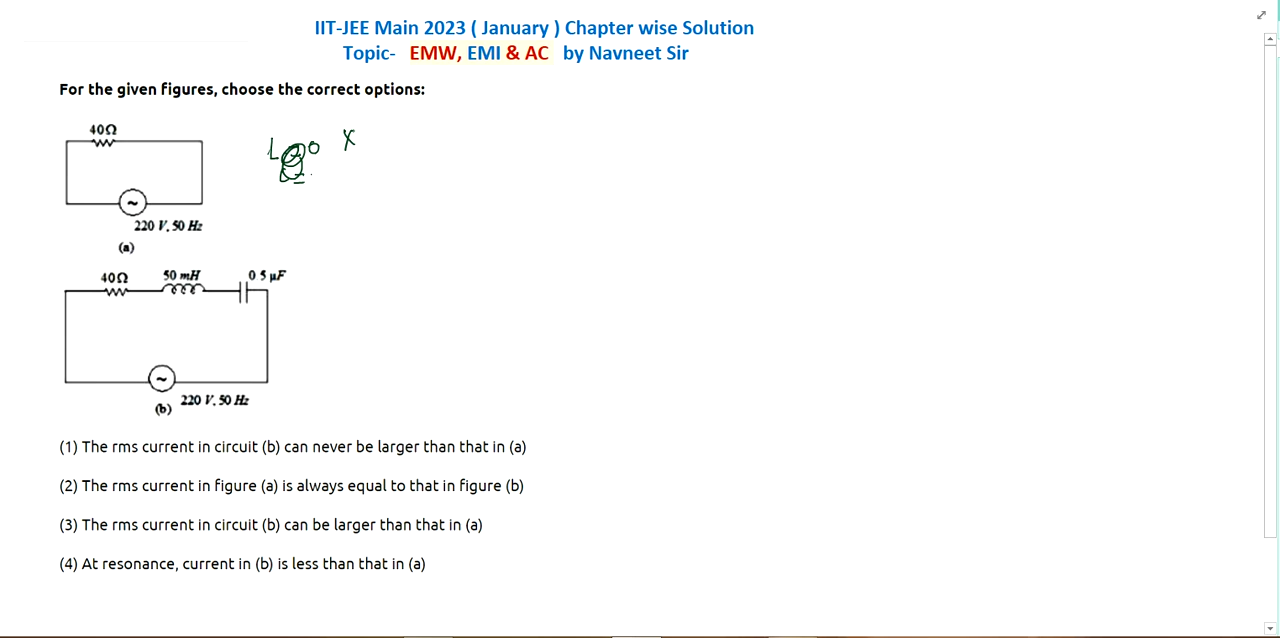 IIT-JEE Main 2023 ( January ) Chapter wise Solution
Topic- EMW, EMI & AC by Navneet Sir
For the given figures, choose the correct options:
40Ω
220 V, 50 Hz
(a)
40Ω 50 mH 0 5 μF
220 V, 50 Hz
(b)
(1) The rms current in circuit (b) can never be larger than that in (a)
(2) The rms current in figure (a) is always equal to that in figure (b)
(3) The rms current in circuit (b) can be larger than that in (a)
(4) At resonance, current in (b) is less than that in (a)